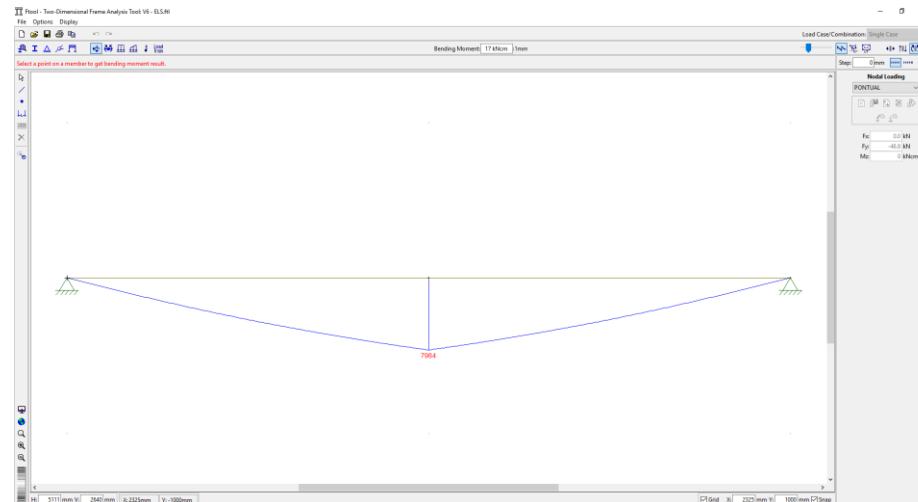 Ftool - Two-Dimensional Frame Analysis Tool: V6 - ELS.ftl
File Options Display
Load Case/Combination: Single Case
Bending Moment: 17 kNcm /1mm
Select a point on a member to get bending moment result.
Step: 0 mm
Nodal Loading
PONTUAL
Fx: 0.0 kN
Fy: -40.0 kN
Mz: 0 kNcm
7984
H: 5111 mm V: 2640 mm X: 2325mm Y: -1000mm
Grid X: 2325 mm Y: 1000 mm Snap